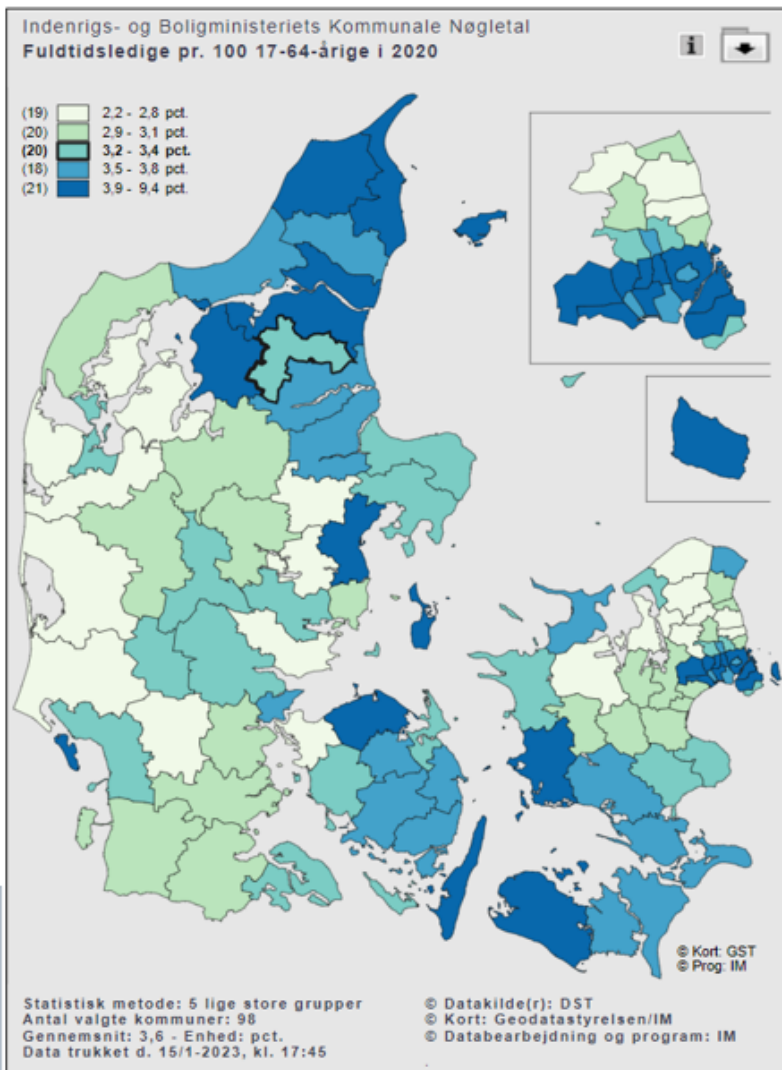 Indenrigs- og Boligministeriets Kommunale Nøgletal
Fuldtidsledige pr. 100 17-64-årige i 2020
i
(19) 2,2 - 2,8 pct.
(20) 2,9 - 3,1 pct.
(20) 3,2 - 3,4 pct.
(18) 3,5 - 3,8 pct.
(21) 3,9 - 9,4 pct.
© Kort: GST
© Prog: IM
Statistisk metode: 5 lige store grupper
Antal valgte kommuner: 98
Gennemsnit: 3,6 - Enhed: pct.
Data trukket d. 15/1-2023, kl. 17:45
© Datakilde(r): DST
© Kort: Geodatastyrelsen/IM
© Databearbejdning og program: IM